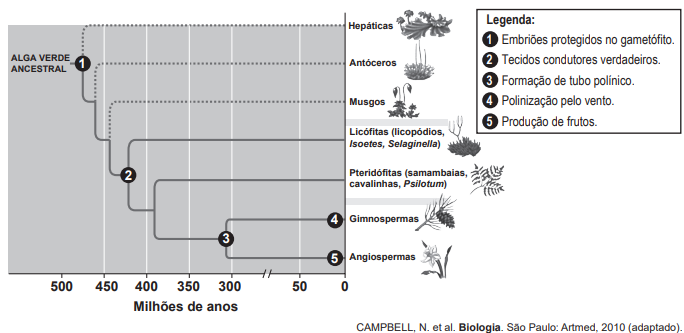 Hepáticas
ALGA VERDE
ANCESTRAL
1
Antóceros
Musgos
Licófitas (licopódios,
Isoetes, Selaginella)
2
Pteridófitas (samambaias,
cavalinhas, Psilotum)
Gimnospermas
4
3
Angiospermas
5
500 450 400 350 300 50 0
Milhões de anos
Legenda:
1 Embriões protegidos no gametófito.
2 Tecidos condutores verdadeiros.
3 Formação de tubo polínico.
4 Polinização pelo vento.
5 Produção de frutos.
CAMPBELL, N. et al. Biologia. São Paulo: Artmed, 2010 (adaptado).